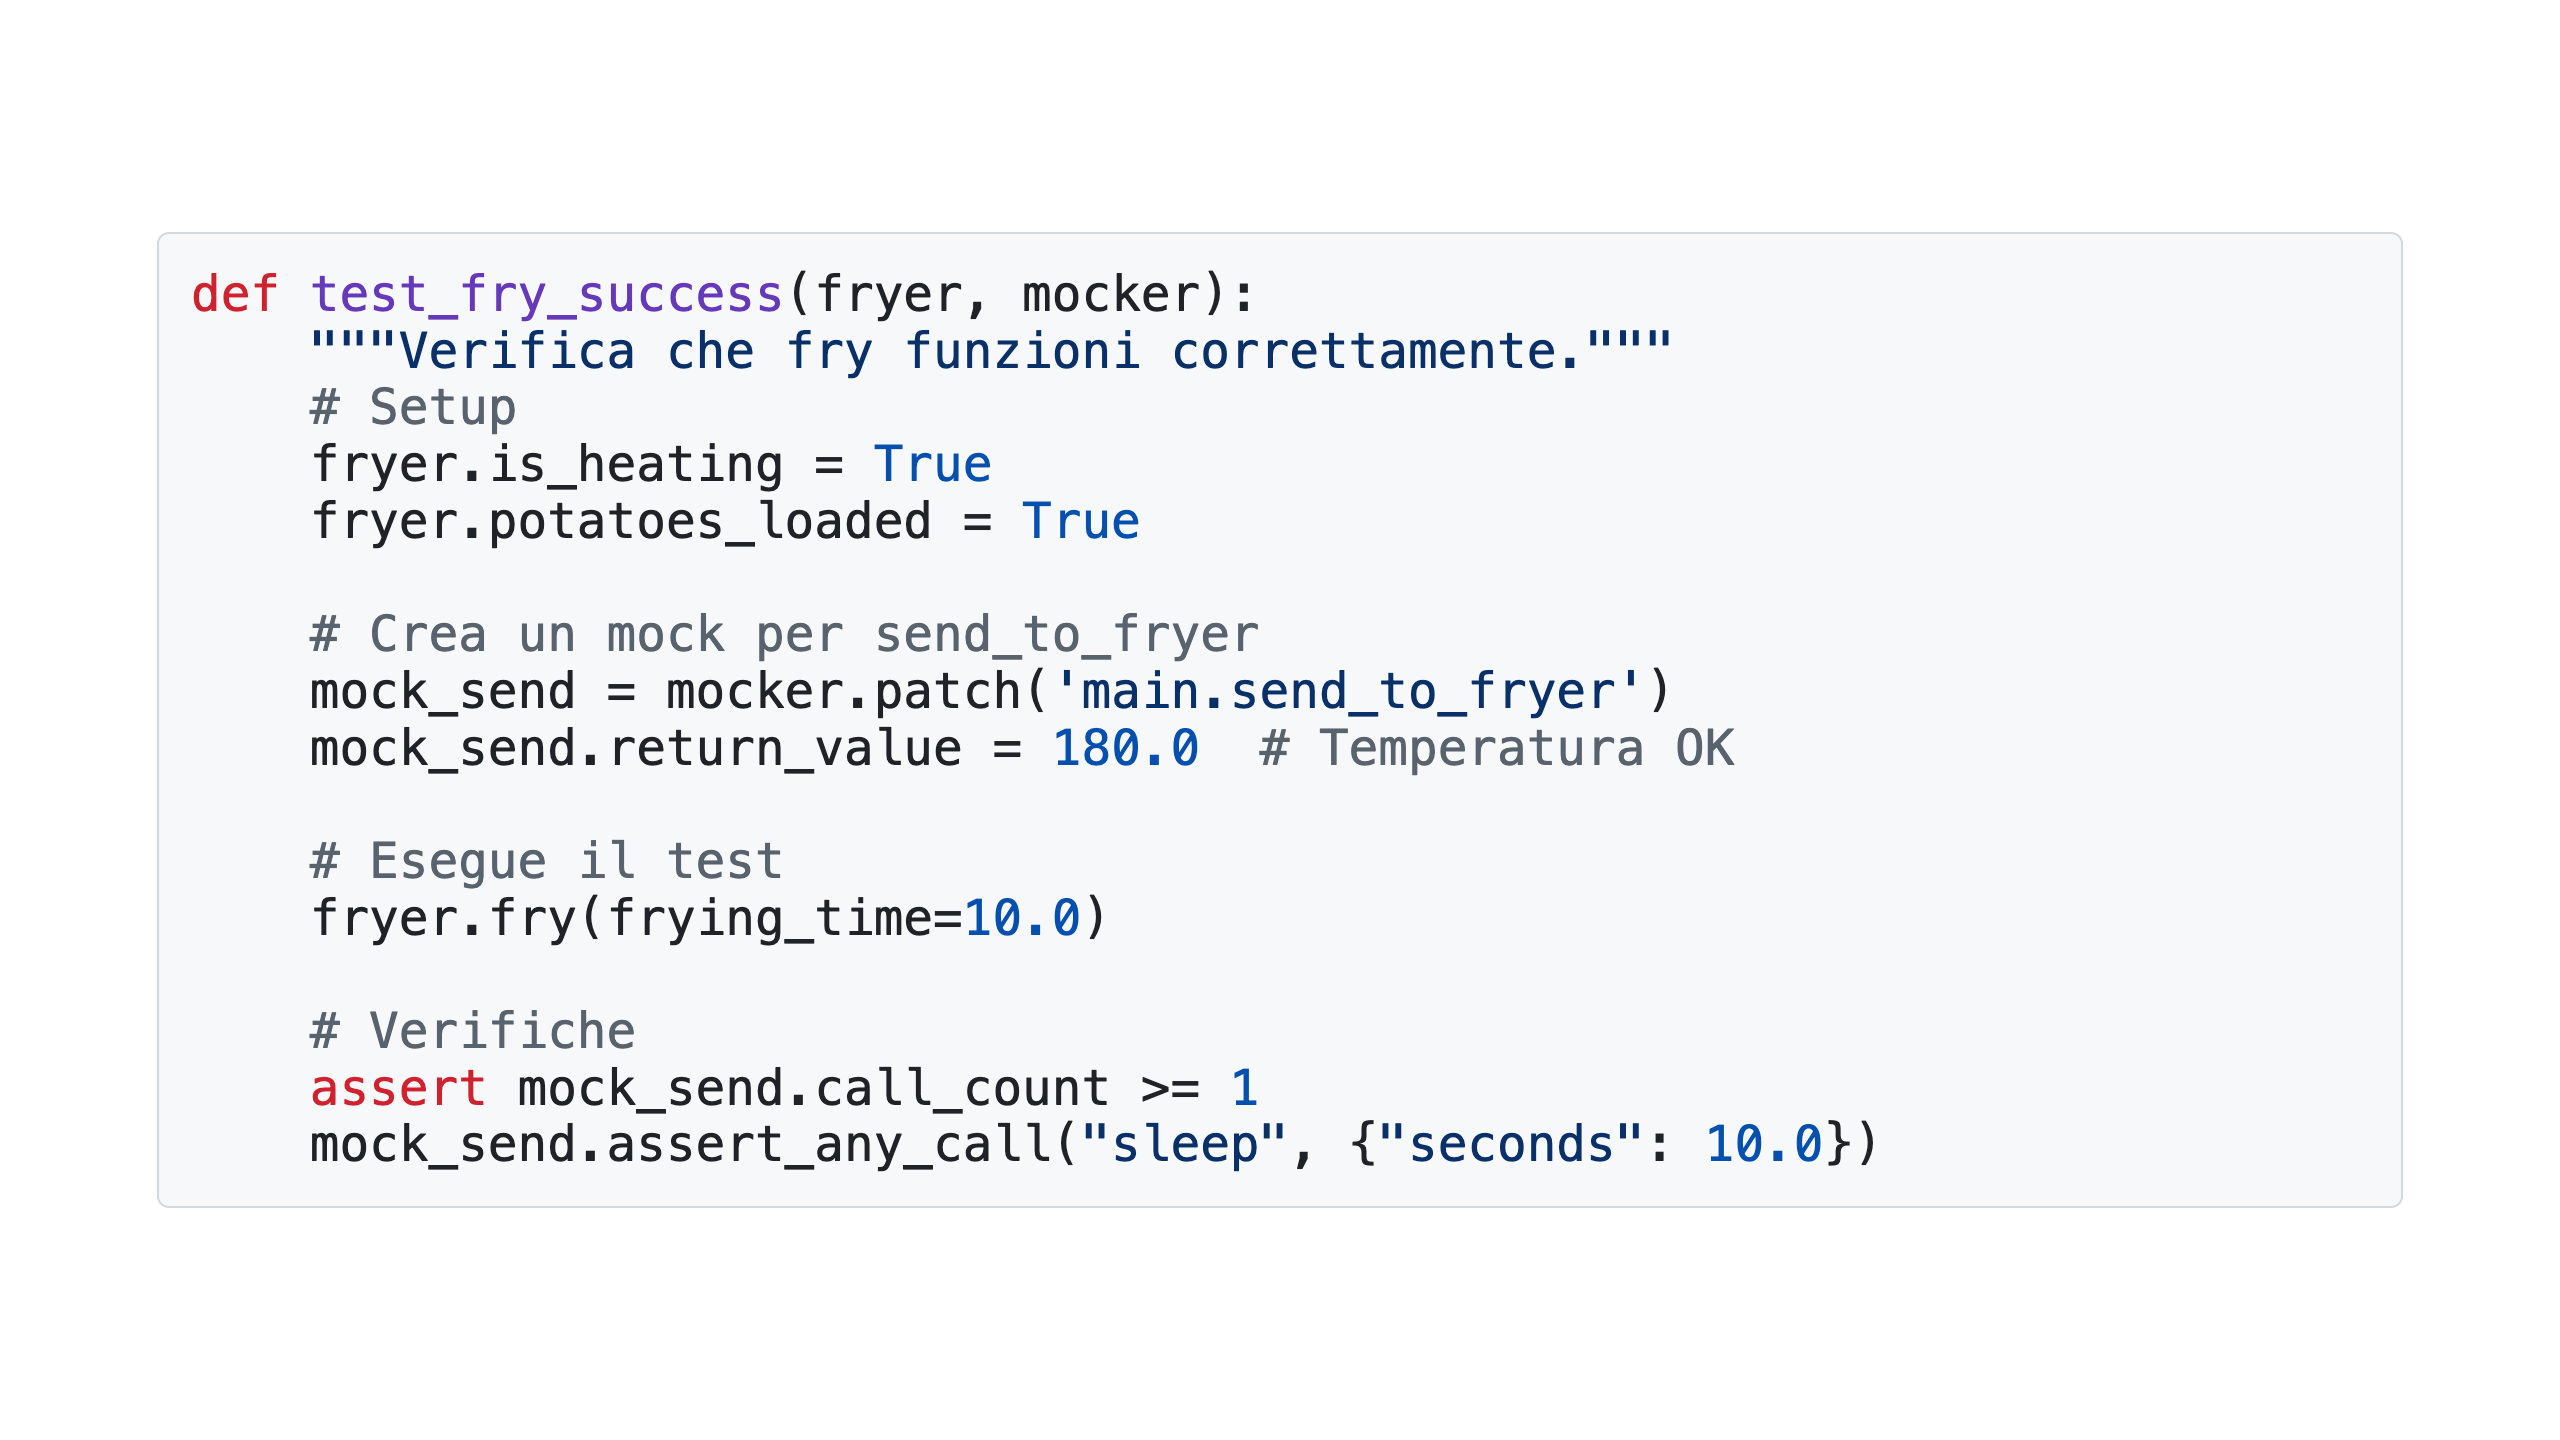 def test_fry_success(fryer, mocker):
    """Verifica che fry funzioni correttamente."""
    # Setup
    fryer.is_heating = True
    fryer.potatoes_loaded = True

    # Crea un mock per send_to_fryer
    mock_send = mocker.patch('main.send_to_fryer')
    mock_send.return_value = 180.0  # Temperatura OK

    # Esegue il test
    fryer.fry(frying_time=10.0)

    # Verifiche
    assert mock_send.call_count >= 1
    mock_send.assert_any_call("sleep", {"seconds": 10.0})